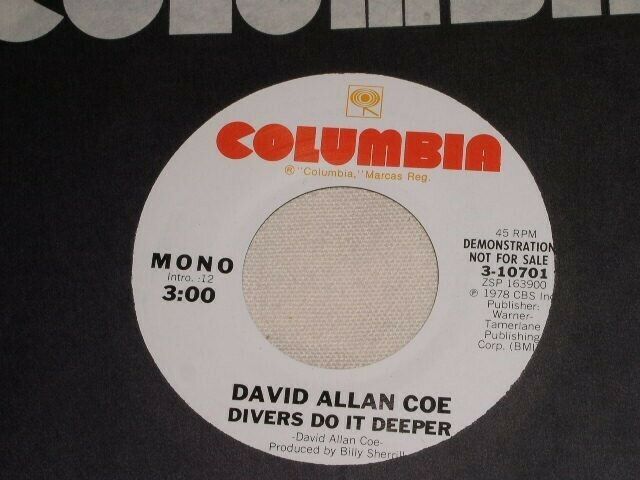 COLUMBIA
COLUMBIA
® "Columbia," Marcas Reg.
MONO
Intro. :12
3:00
45 RPM
DEMONSTRATION
NOT FOR SALE
3-10701
ZSP 163900
℗ 1978 CBS Inc
Publisher:
Warner-
Tamerlane
Publishing
Corp. (BMI
DAVID ALLAN COE
DIVERS DO IT DEEPER
-David Allan Coe-
Produced by Billy Sherrill